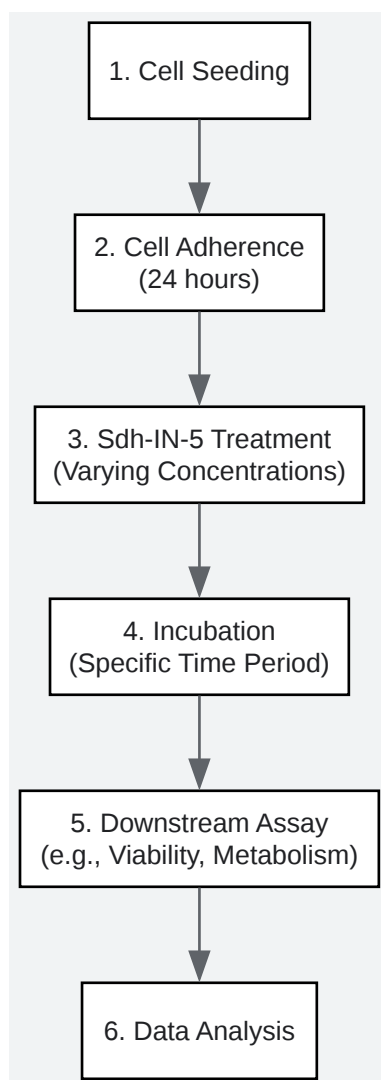 1. Cell Seeding
2. Cell Adherence
(24 hours)
3. Sdh-IN-5 Treatment
(Varying Concentrations)
4. Incubation
(Specific Time Period)
5. Downstream Assay
(e.g., Viability, Metabolism)
6. Data Analysis